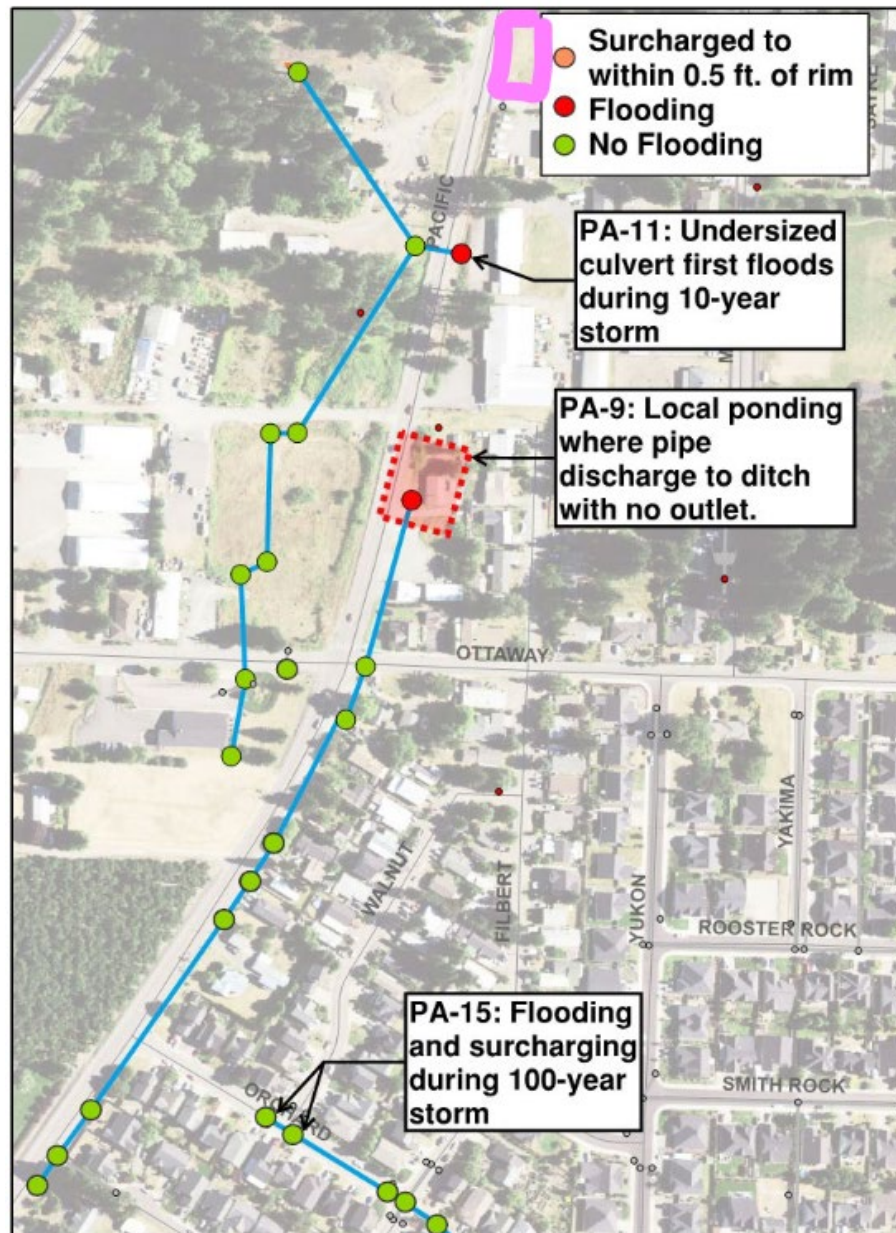 Surcharged to
within 0.5 ft. of rim
Flooding
No Flooding
PACIFIC
PA-11: Undersized
culvert first floods
during 10-year
storm
PA-9: Local ponding
where pipe
discharge to ditch
with no outlet.
OTTAWAY
WALNUT
FILBERT
YUKON
YAKIMA
ROOSTER ROCK
PA-15: Flooding
and surcharging
during 100-year
storm
ORCHARD
SMITH ROCK